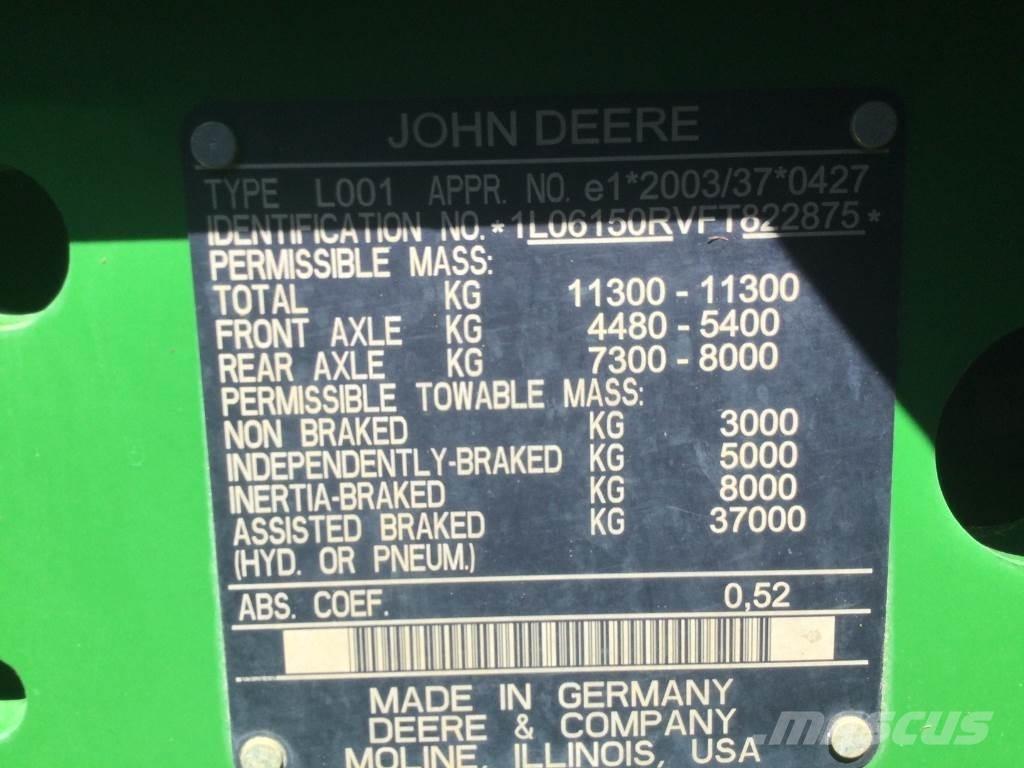 JOHN DEERE
TYPE L001 APPR. NO. e1*2003/37*0427
IDENTIFICATION NO. *1L06150RVFT822875*
PERMISSIBLE MASS:
TOTAL KG 11300 - 11300
FRONT AXLE KG 4480 - 5400
REAR AXLE KG 7300 - 8000
PERMISSIBLE TOWABLE MASS:
NON BRAKED KG 3000
INDEPENDENTLY-BRAKED KG 5000
INERTIA-BRAKED KG 8000
ASSISTED BRAKED KG 37000
(HYD. OR PNEUM.)
ABS. COEF. 0,52
MADE IN GERMANY
DEERE & COMPANY
MOLINE, ILLINOIS, USA
mascus